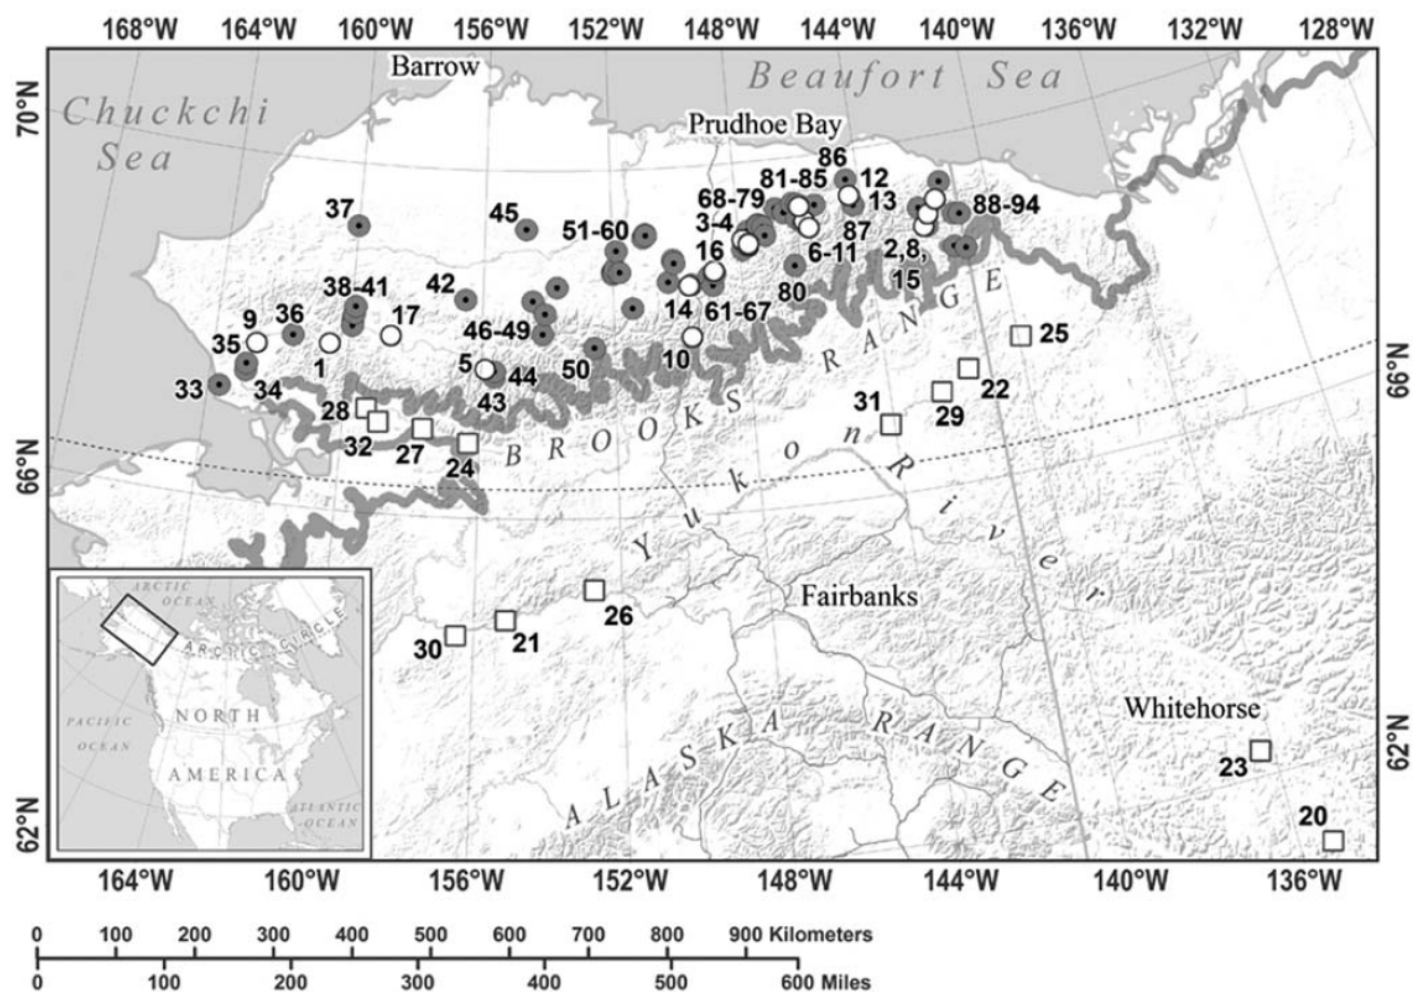 168°W 164°W 160°W 156°W 152°W 148°W 144°W 140°W 136°W 132°W 128°W
Barrow
Beaufort Sea
Chuckchi
Sea
70°N
70°N
Prudhoe Bay
86
81-85 12
68-79 13
37
45
51-60
3-4
88-94
87
16
6-11
2,8,
15
80
38-41
42
14
61-67
9
36
17
46-49
10
25
35
1
5
50
33
34
44
43
22
28
31
29
32
27
24
66°N
66°N
BROOKS RANGE
Yukon River
Fairbanks
26
21
30
ARCTIC
OCEAN
ARCTIC CIRCLE
NORTH
AMERICA
PACIFIC
OCEAN
ATLANTIC
OCEAN
Whitehorse
23
20
ALASKA RANGE
62°N
62°N
164°W 160°W 156°W 152°W 148°W 144°W 140°W 136°W
0 100 200 300 400 500 600 700 800 900 Kilometers
0 100 200 300 400 500 600 Miles